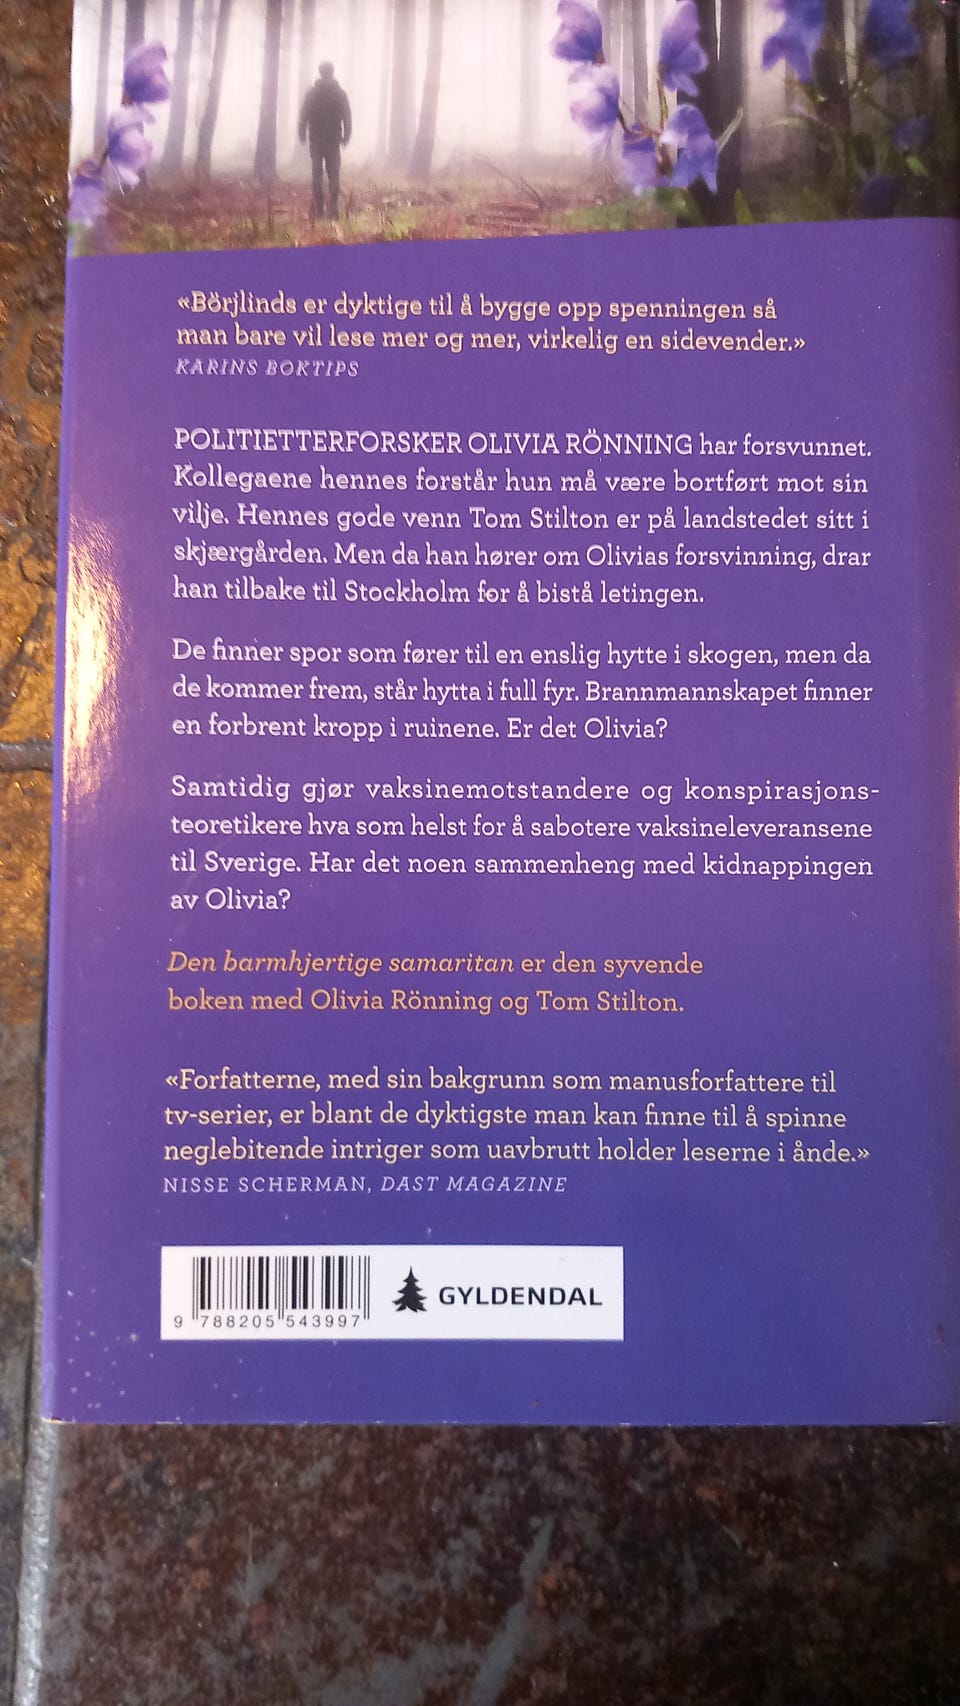 «Börjlinds er dyktige til å bygge opp spenningen så
man bare vil lese mer og mer, virkelig en sidevender.»
KARINS BOKTIPS
POLITIETTERFORSKER OLIVIA RÖNNING har forsvunnet.
Kollegaene hennes forstår hun må være bortført mot sin
vilje. Hennes gode venn Tom Stilton er på landstedet sitt i
skjærgården. Men da han hører om Olivias forsvinning, drar
han tilbake til Stockholm for å bistå letingen.
De finner spor som fører til en enslig hytte i skogen, men da
de kommer frem, står hytta i full fyr. Brannmannskapet finner
en forbrent kropp i ruinene. Er det Olivia?
Samtidig gjør vaksinemotstandere og konspirasjons-
teoretikere hva som helst for å sabotere vaksineleveransene
til Sverige. Har det noen sammenheng med kidnappingen
av Olivia?
Den barmhjertige samaritan er den syvende
boken med Olivia Rönning og Tom Stilton.
«Forfatterne, med sin bakgrunn som manusforfattere til
tv-serier, er blant de dyktigste man kan finne til å spinne
neglebitende intriger som uavbrutt holder leserne i ånde.»
NISSE SCHERMAN, DAST MAGAZINE
GYLDENDAL
9 788205 543997